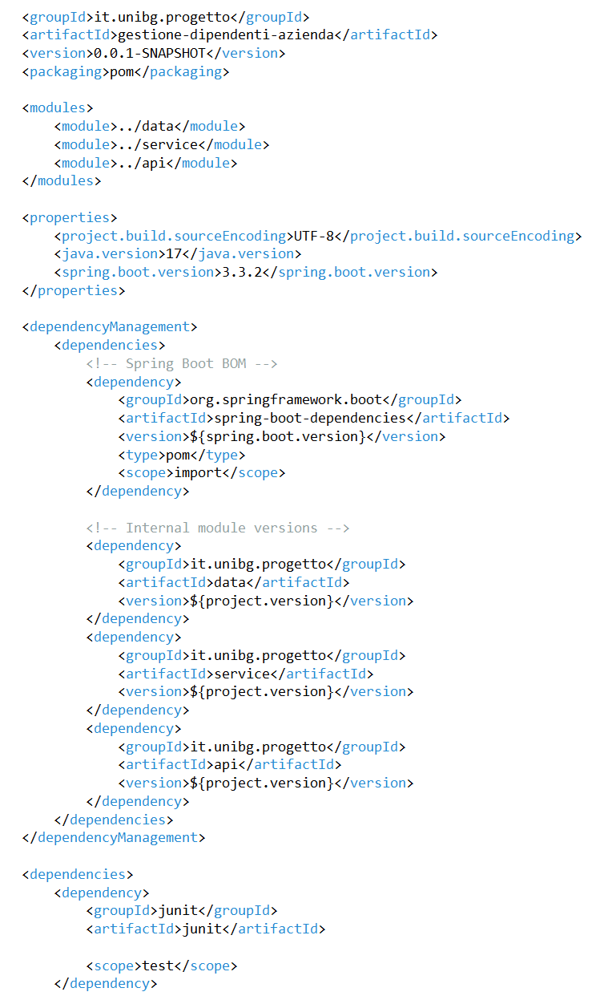 <groupId>it.unibg.progetto</groupId>
<artifactId>gestione-dipendenti-azienda</artifactId>
<version>0.0.1-SNAPSHOT</version>
<packaging>pom</packaging>

<modules>
    <module>../data</module>
    <module>../service</module>
    <module>../api</module>
</modules>

<properties>
    <project.build.sourceEncoding>UTF-8</project.build.sourceEncoding>
    <java.version>17</java.version>
    <spring.boot.version>3.3.2</spring.boot.version>
</properties>

<dependencyManagement>
    <dependencies>
        <!-- Spring Boot BOM -->
        <dependency>
            <groupId>org.springframework.boot</groupId>
            <artifactId>spring-boot-dependencies</artifactId>
            <version>${spring.boot.version}</version>
            <type>pom</type>
            <scope>import</scope>
        </dependency>

        <!-- Internal module versions -->
        <dependency>
            <groupId>it.unibg.progetto</groupId>
            <artifactId>data</artifactId>
            <version>${project.version}</version>
        </dependency>
        <dependency>
            <groupId>it.unibg.progetto</groupId>
            <artifactId>service</artifactId>
            <version>${project.version}</version>
        </dependency>
        <dependency>
            <groupId>it.unibg.progetto</groupId>
            <artifactId>api</artifactId>
            <version>${project.version}</version>
        </dependency>
    </dependencies>
</dependencyManagement>

<dependencies>
    <dependency>
        <groupId>junit</groupId>
        <artifactId>junit</artifactId>

        <scope>test</scope>
    </dependency>